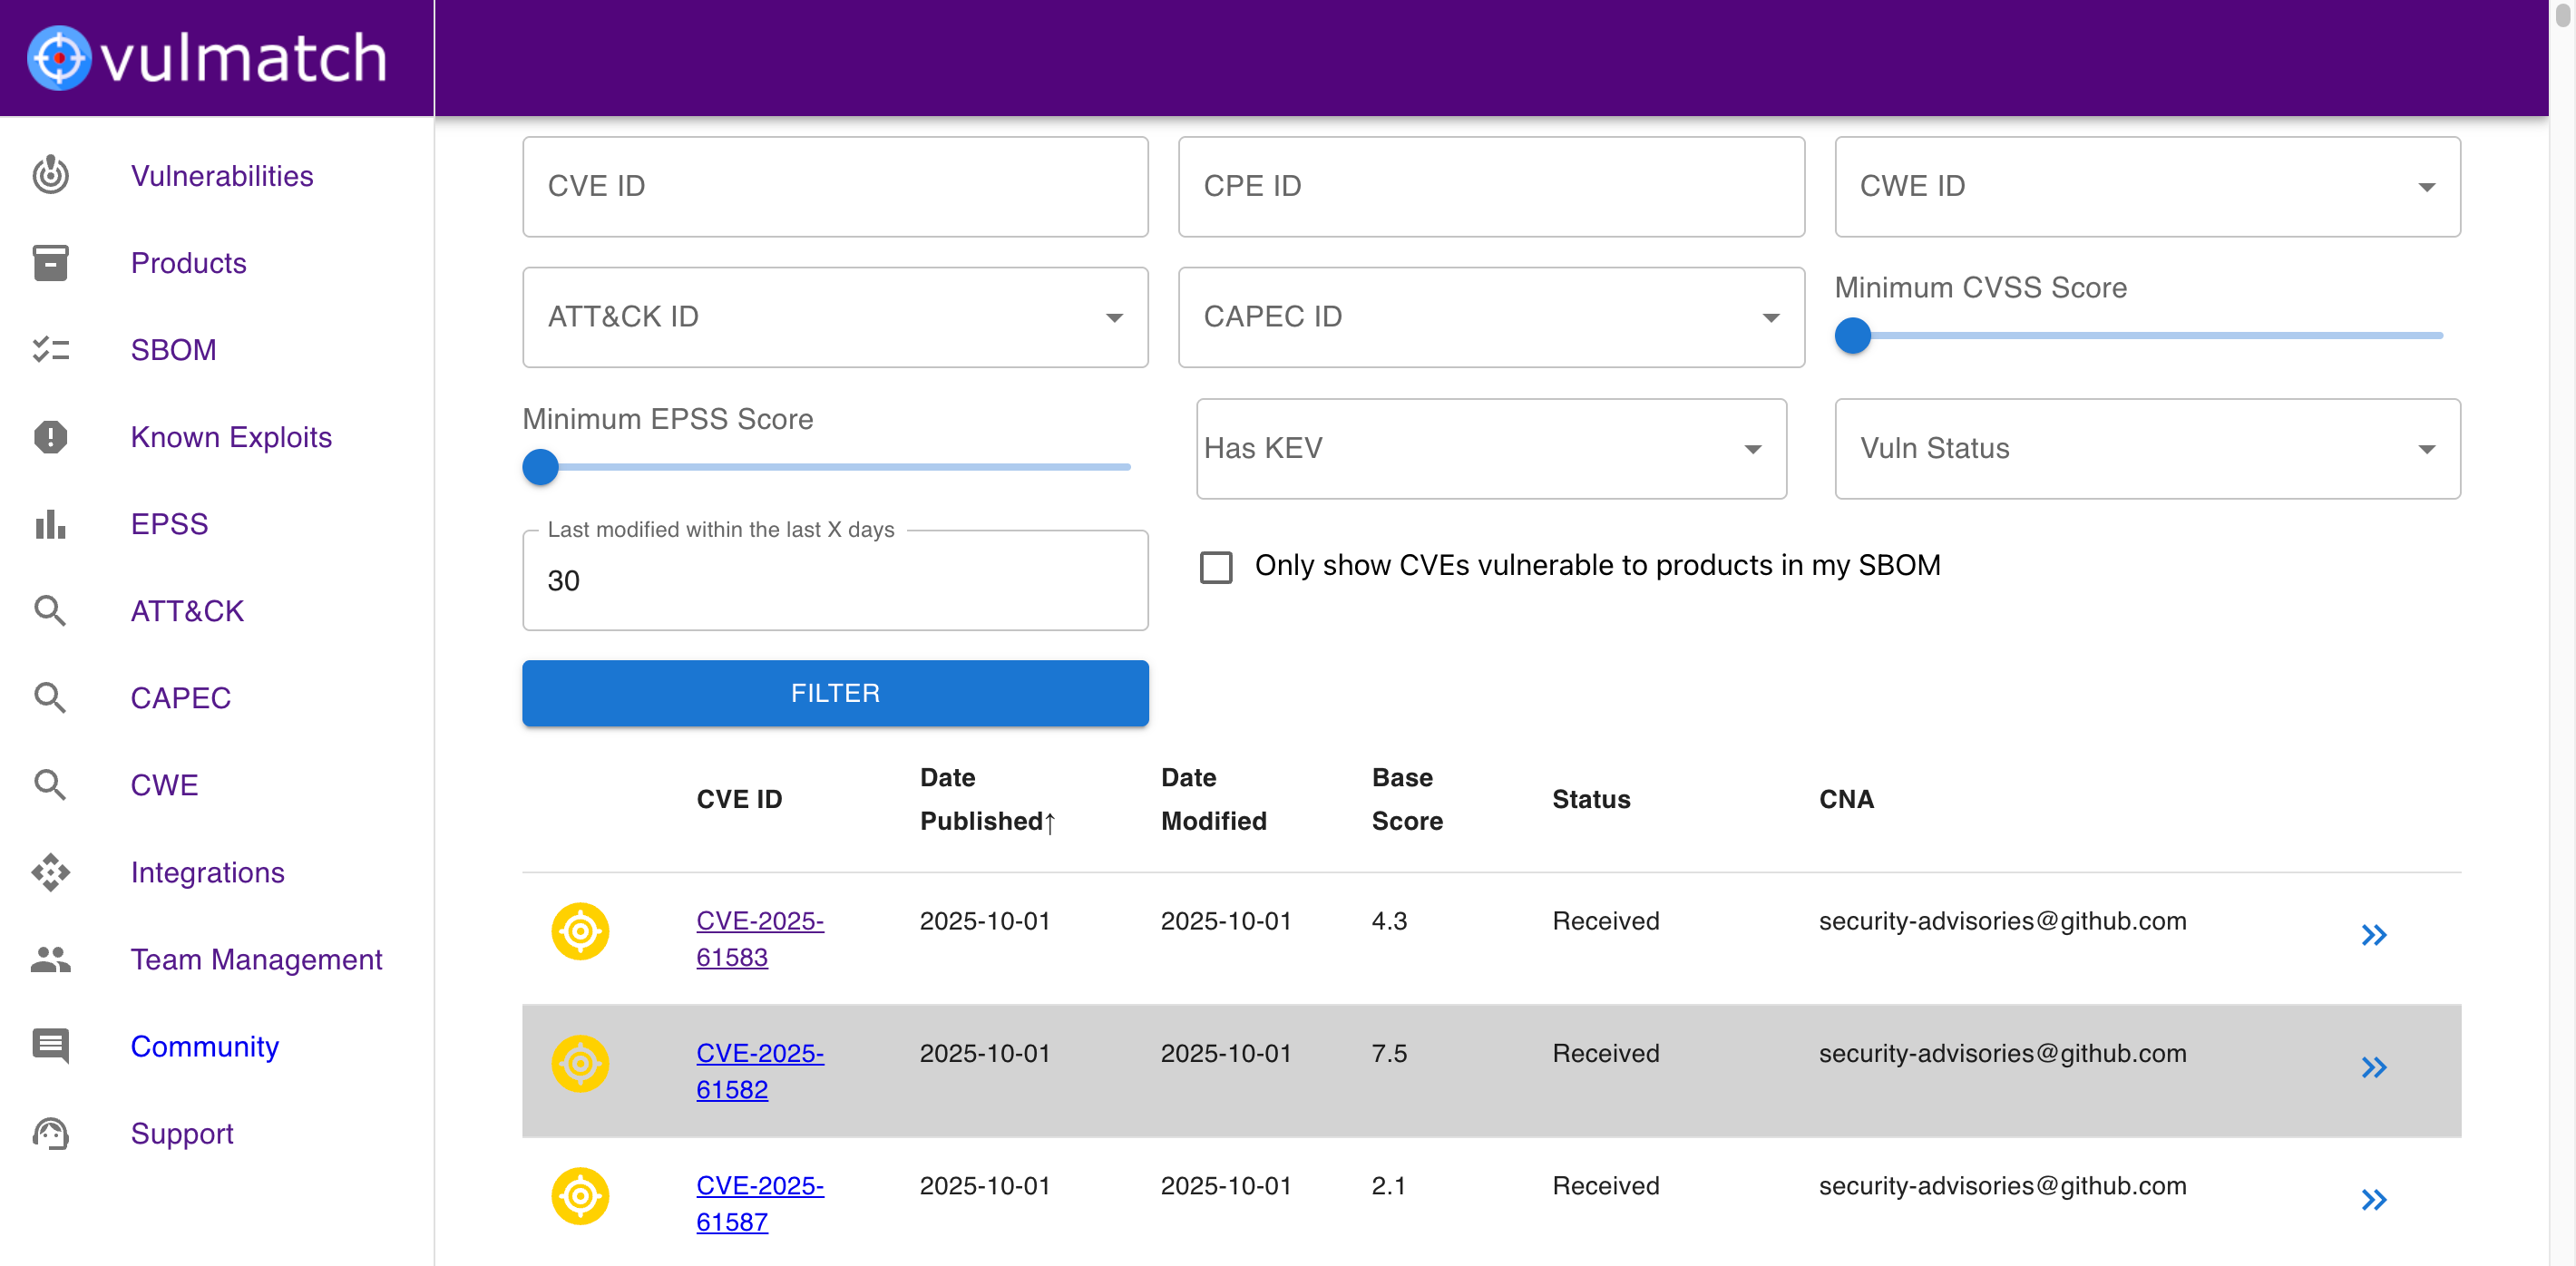 vulmatch
Vulnerabilities
Products
SBOM
Known Exploits
EPSS
ATT&CK
CAPEC
CWE
Integrations
Team Management
Community
Support
CVE ID
CPE ID
CWE ID
ATT&CK ID
CAPEC ID
Minimum CVSS Score
Minimum EPSS Score
Has KEV
Vuln Status
Last modified within the last X days
30
Only show CVEs vulnerable to products in my SBOM
FILTER
CVE ID
Date
Published↑
Date
Modified
Base
Score
Status
CNA
CVE-2025-
61583
2025-10-01
2025-10-01
4.3
Received
security-advisories@github.com
CVE-2025-
61582
2025-10-01
2025-10-01
7.5
Received
security-advisories@github.com
CVE-2025-
61587
2025-10-01
2025-10-01
2.1
Received
security-advisories@github.com